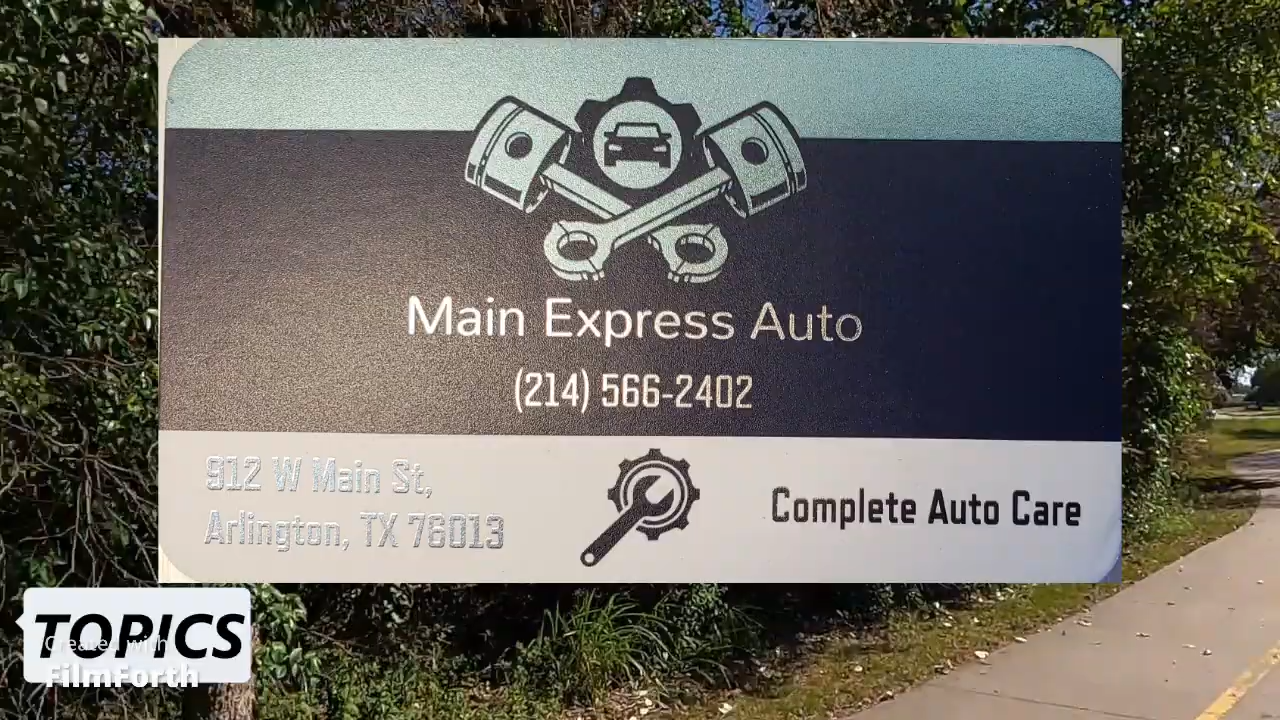 Main Express Auto
(214) 566-2402
912 W Main St,
Arlington, TX 76013
Complete Auto Care
TOPICS
Created with
FilmForth